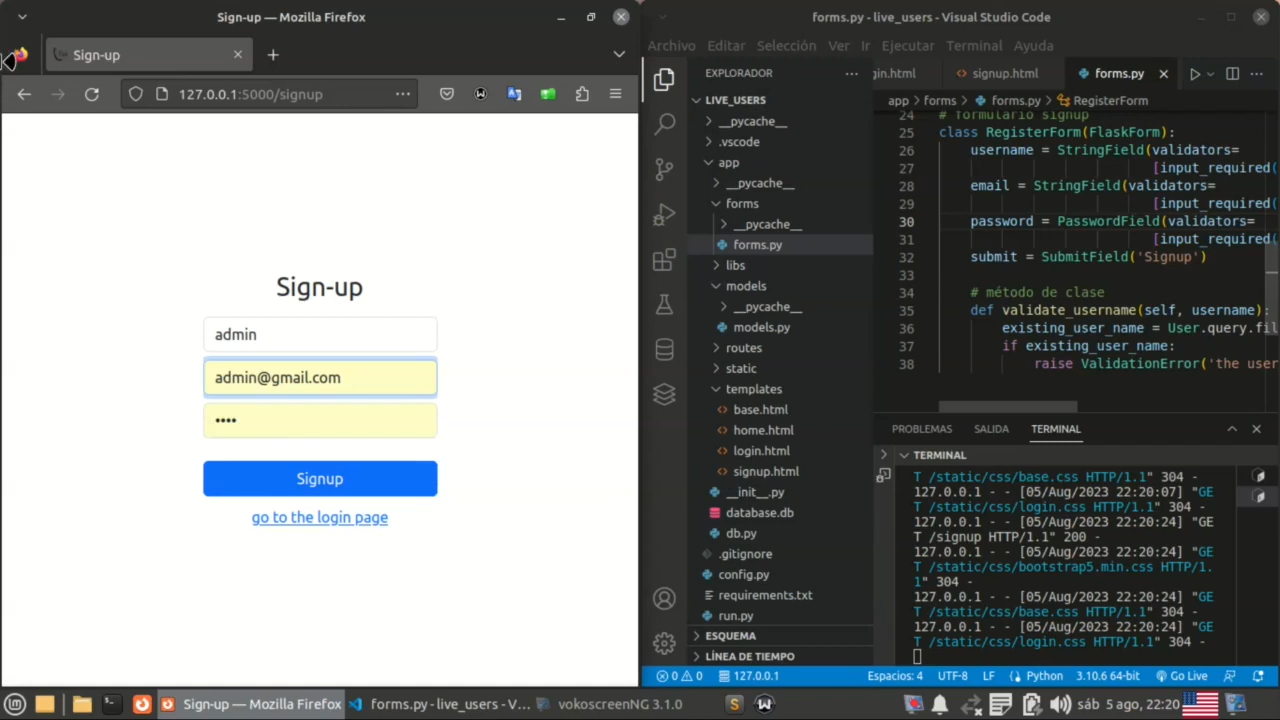 Sign-up — Mozilla Firefox
Sign-up
127.0.0.1:5000/signup
Sign-up
admin
admin@gmail.com
••••
Signup
go to the login page
forms.py - live_users - Visual Studio Code
Archivo Editar Selección Ver Ir Ejecutar Terminal Ayuda
EXPLORADOR
LIVE_USERS
__pycache__
.vscode
app
__pycache__
forms
__pycache__
forms.py
libs
models
__pycache__
models.py
routes
static
templates
base.html
home.html
login.html
signup.html
__init__.py
database.db
db.py
.gitignore
config.py
requirements.txt
run.py
ESQUEMA
LÍNEA DE TIEMPO
gin.html signup.html forms.py
app > forms > forms.py > RegisterForm
24 # formulario signup
25 class RegisterForm(FlaskForm):
26 username = StringField(validators=
27 [input_required(
28 email = StringField(validators=
29 [input_required(
30 password = PasswordField(validators=
31 [input_required(
32 submit = SubmitField('Signup')
33
34 # método de clase
35 def validate_username(self, username):
36 existing_user_name = User.query.fil
37 if existing_user_name:
38 raise ValidationError('the user
PROBLEMAS SALIDA TERMINAL
TERMINAL
T /static/css/base.css HTTP/1.1" 304 -
127.0.0.1 - - [05/Aug/2023 22:20:07] "GE
T /static/css/login.css HTTP/1.1" 304 -
127.0.0.1 - - [05/Aug/2023 22:20:24] "GE
T /signup HTTP/1.1" 200 -
127.0.0.1 - - [05/Aug/2023 22:20:24] "GE
T /static/css/bootstrap5.min.css HTTP/1.
1" 304 -
127.0.0.1 - - [05/Aug/2023 22:20:24] "GE
T /static/css/base.css HTTP/1.1" 304 -
127.0.0.1 - - [05/Aug/2023 22:20:24] "GE
T /static/css/login.css HTTP/1.1" 304 -
0 0 127.0.0.1 Espacios: 4 UTF-8 LF Python 3.10.6 64-bit Go Live
Sign-up — Mozilla Firefox forms.py - live_users - V... vokoscreenNG 3.1.0 sáb 5 ago, 22:20